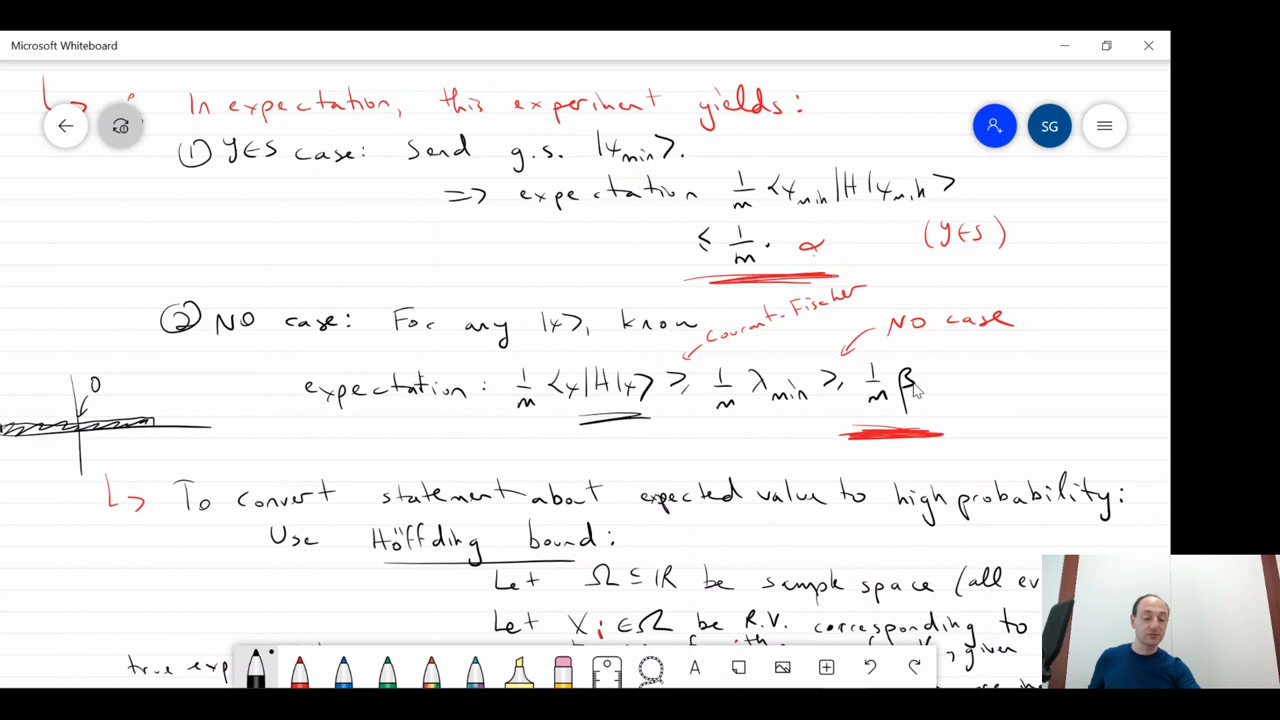 Microsoft Whiteboard
In expectation, this experiment yields:
① YES case: Send g.s. |ψmin>.
SG
=> expectation 1/m <ψmin|H|ψmin>
≤ 1/m · α (YES)
② NO case: For any |ψ>, know
Courant-Fischer
NO case
expectation: 1/m <ψ|H|ψ> ≥ 1/m λmin ≥ 1/m β
0
↳ To convert statement about expected value to high probability:
Use Höffding bound:
Let Ω ⊆ ℝ be sample space (all
Let Xi ∈ Ω be R.V. corresponding to
true given
A